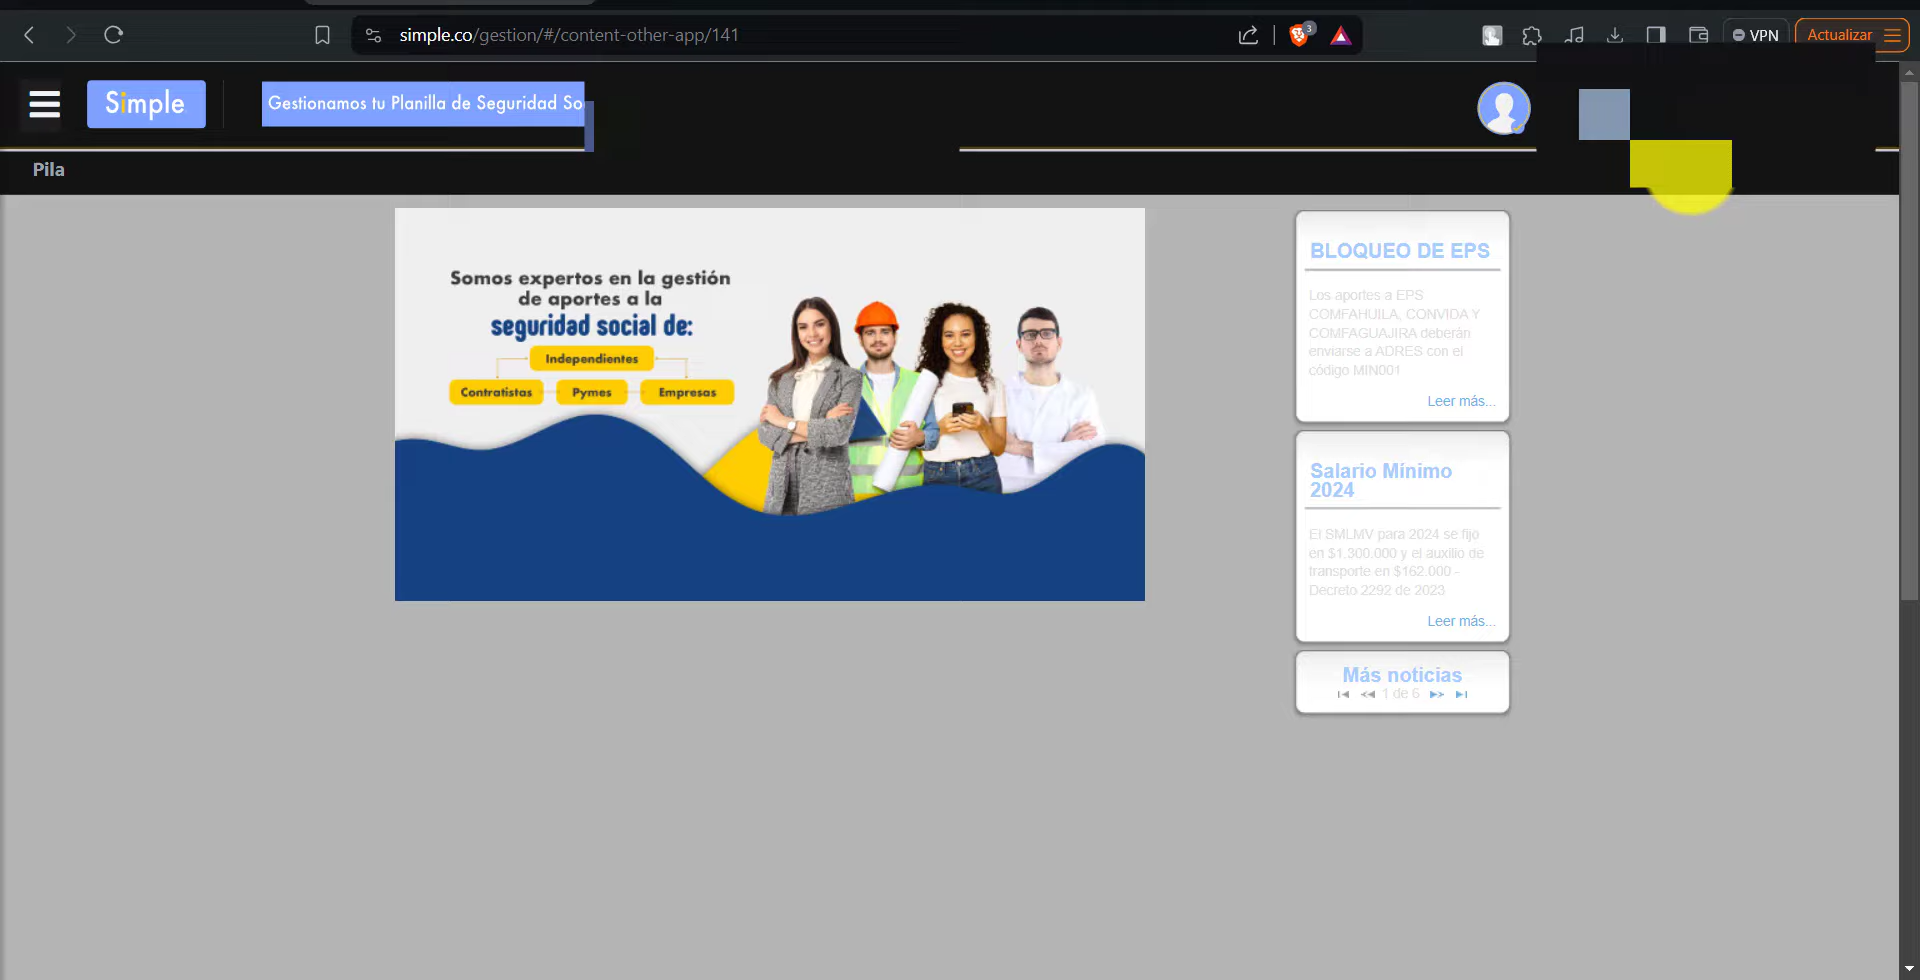 simple.co/gestion/#/content-other-app/141
3
VPN
Actualizar
Simple
Gestionamos tu Planilla de Seguridad So
Pila
Somos expertos en la gestión
de aportes a la
seguridad social de:
Independientes
Contratistas
Pymes
Empresas
BLOQUEO DE EPS
Los aportes a EPS
COMFAHUILA, CONVIDA Y
COMFAGUAJIRA deberán
enviarse a ADRES con el
código MIN001
Leer más...
Salario Mínimo
2024
El SMLMV para 2024 se fijo
en $1.300.000 y el auxilio de
transporte en $162.000 -
Decreto 2292 de 2023
Leer más...
Más noticias
1 de 6